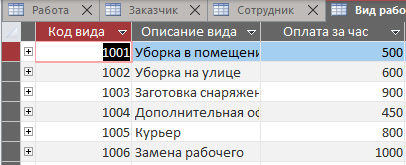 Работа Заказчик Сотрудник Вид рабо
Код вида Описание вида Оплата за час
1001 Уборка в помещени 500
1002 Уборка на улице 600
1003 Заготовка снаряжен 900
1004 Дополнительная ос 450
1005 Курьер 800
1006 Замена рабочего 1000